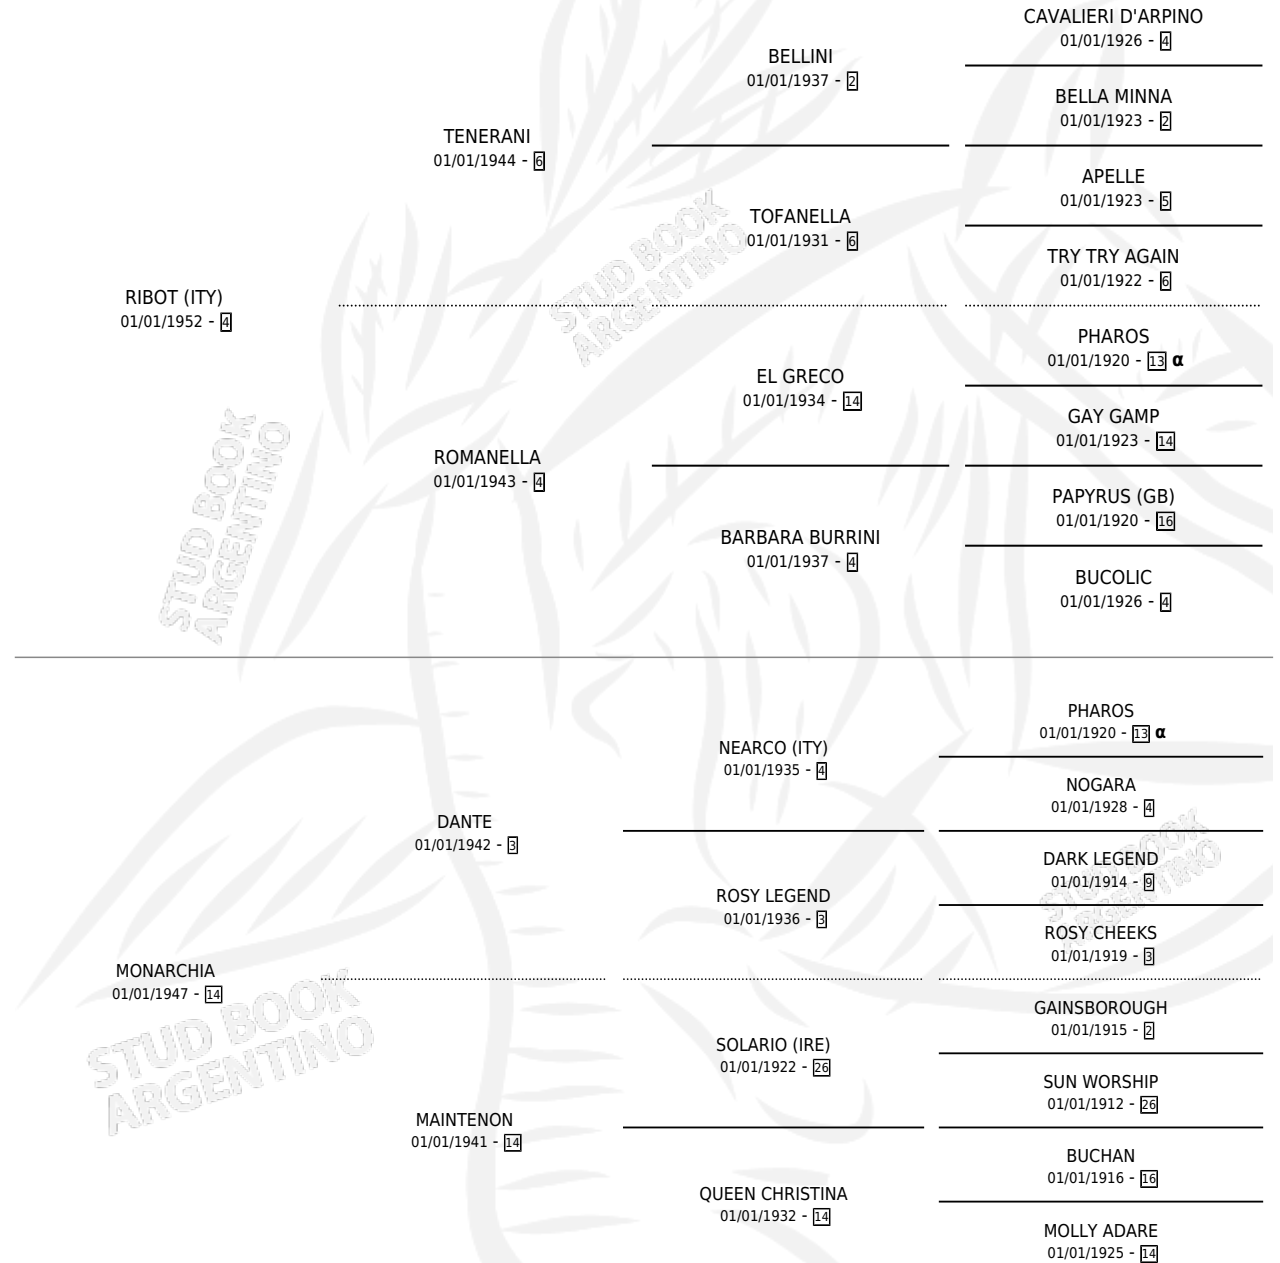 CAVALIERI D'ARPINO
01/01/1926 - 4
BELLINI
01/01/1937 - 2
BELLA MINNA
01/01/1923 - 2
TENERANI
01/01/1944 - 6
APELLE
01/01/1923 - 5
TOFANELLA
01/01/1931 - 6
TRY TRY AGAIN
01/01/1922 - 6
RIBOT (ITY)
01/01/1952 - 4
PHAROS
01/01/1920 - 13 α
EL GRECO
01/01/1934 - 14
GAY GAMP
01/01/1923 - 14
ROMANELLA
01/01/1943 - 4
PAPYRUS (GB)
01/01/1920 - 16
BARBARA BURRINI
01/01/1937 - 4
BUCOLIC
01/01/1926 - 4
PHAROS
01/01/1920 - 13 α
NEARCO (ITY)
01/01/1935 - 4
NOGARA
01/01/1928 - 4
DANTE
01/01/1942 - 3
DARK LEGEND
01/01/1914 - 9
ROSY LEGEND
01/01/1936 - 3
ROSY CHEEKS
01/01/1919 - 3
MONARCHIA
01/01/1947 - 14
GAINSBOROUGH
01/01/1915 - 2
SOLARIO (IRE)
01/01/1922 - 26
SUN WORSHIP
01/01/1912 - 26
MAINTENON
01/01/1941 - 14
BUCHAN
01/01/1916 - 16
QUEEN CHRISTINA
01/01/1932 - 14
MOLLY ADARE
01/01/1925 - 14
STUD BOOK
ARGENTINO
STUD BOOK
ARGENTINO
STUD BOOK
ARGENTINO
STUD BOOK
ARGENTINO